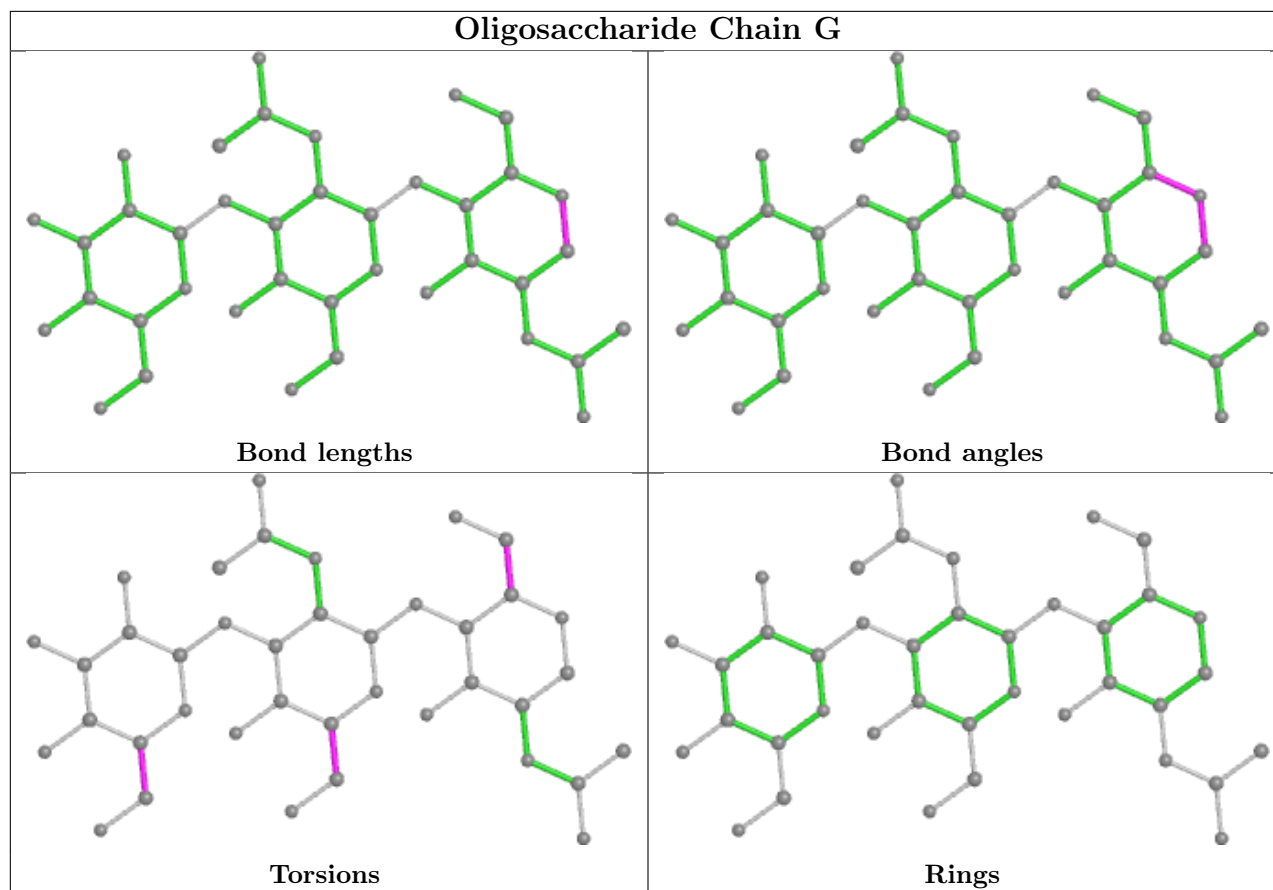 Oligosaccharide Chain G
Bond lengths
Bond angles
Torsions
Rings